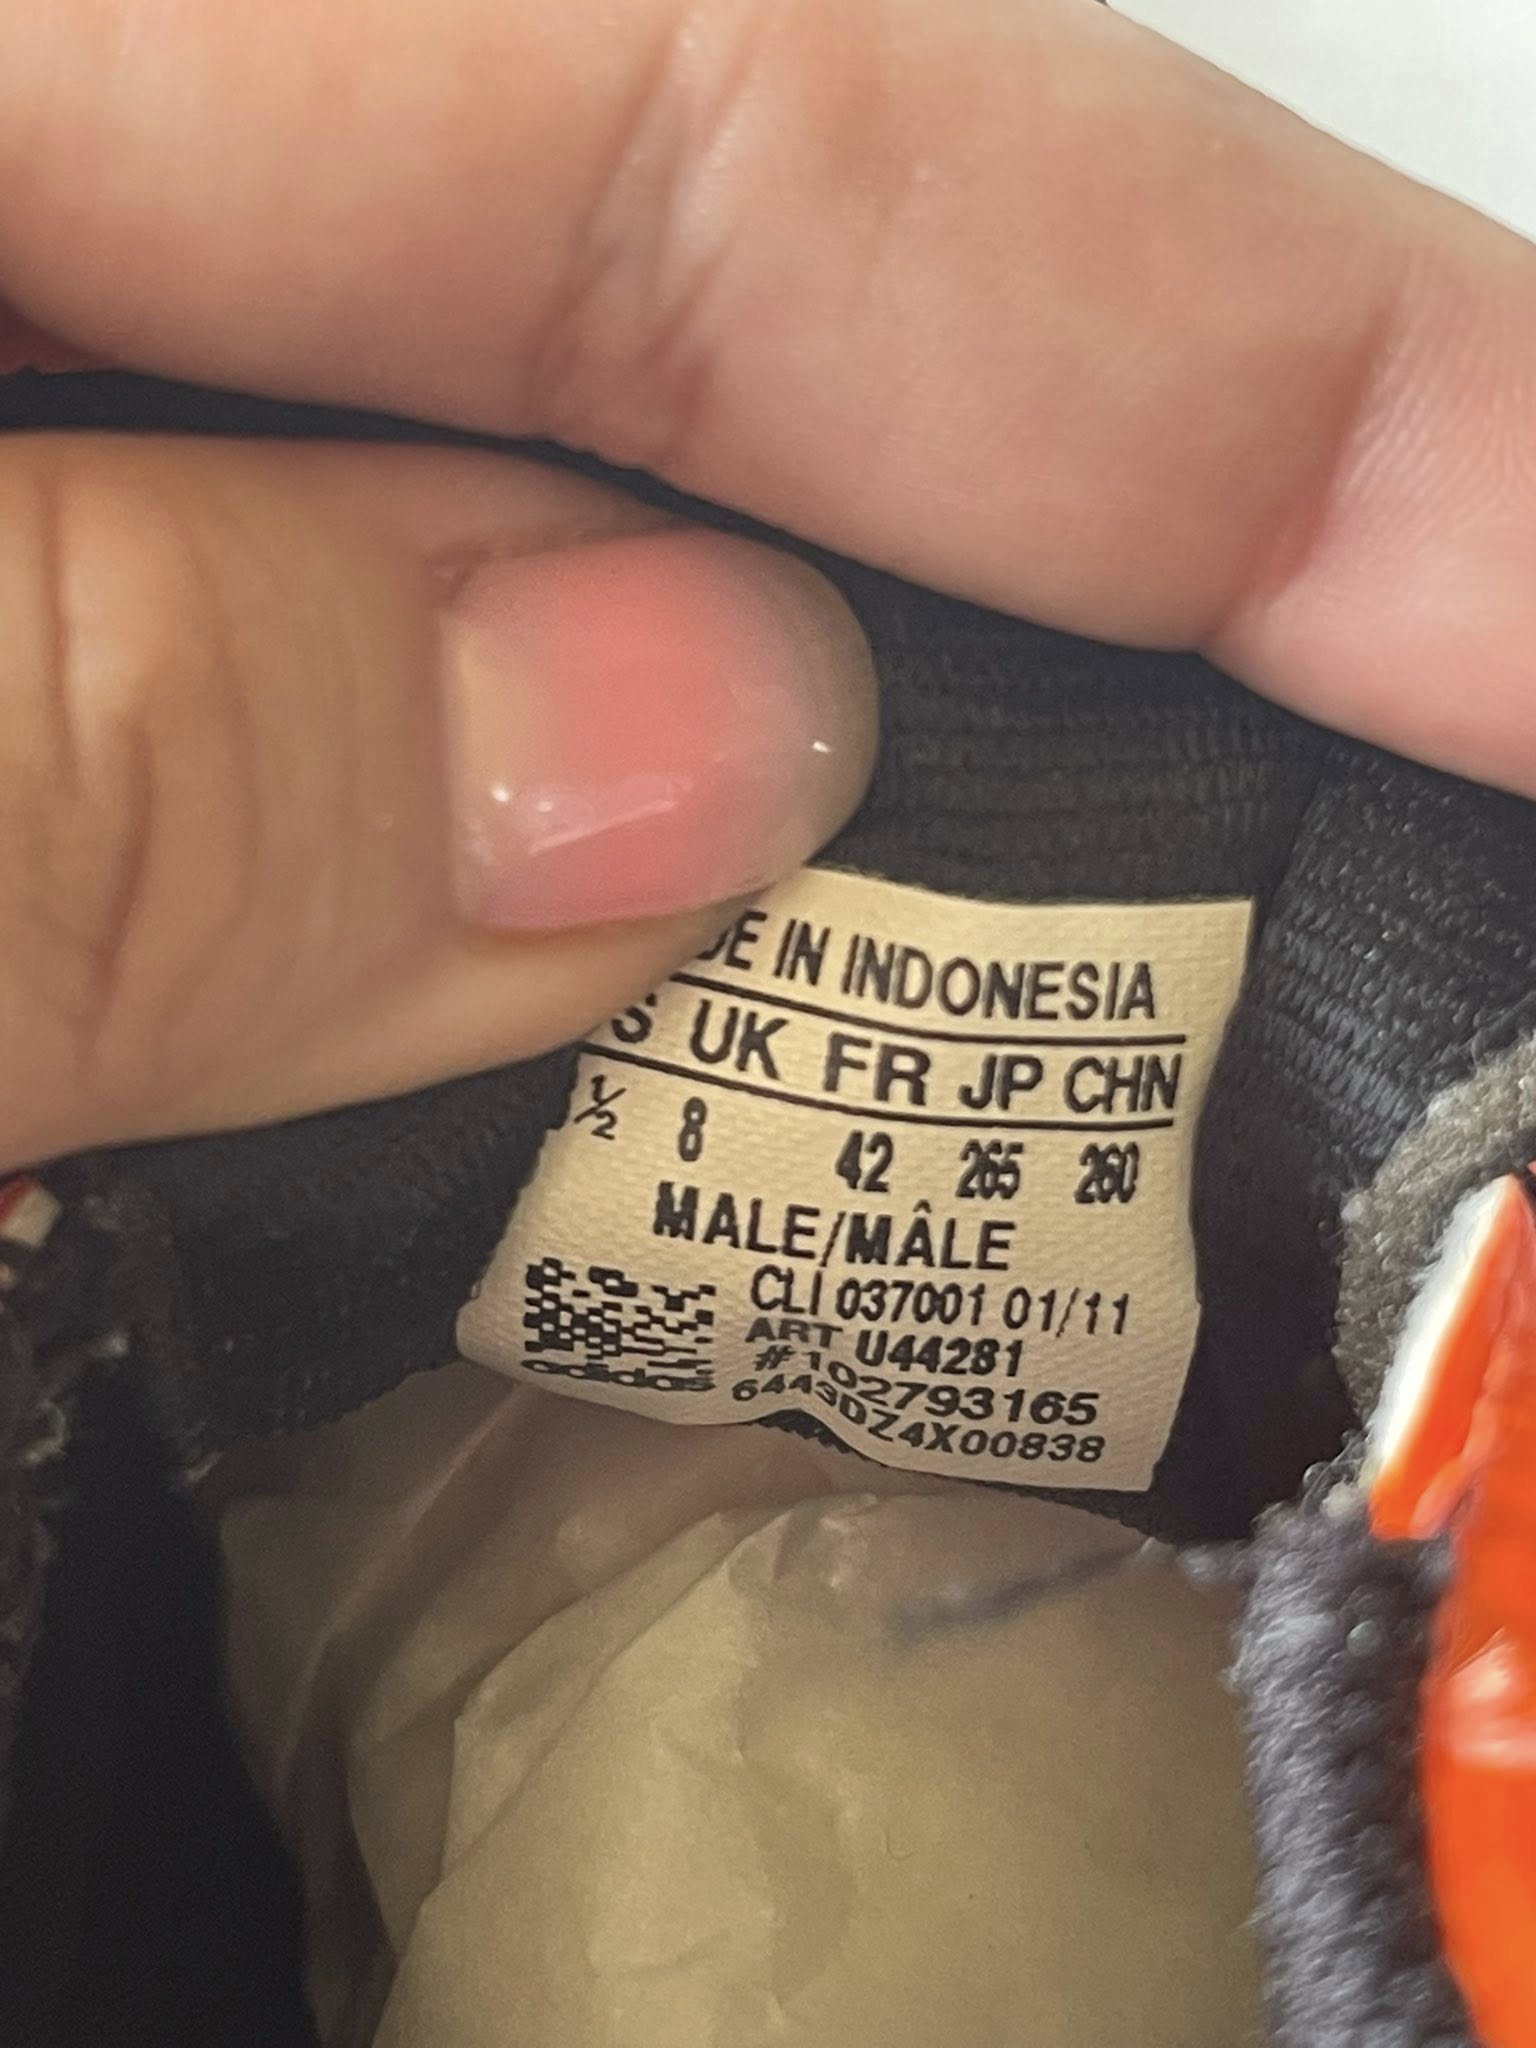 DE IN INDONESIA
S UK FR JP CHN
½ 8 42 265 260
MALE/MÂLE
CLI 037001 01/11
ART U44281
#102793165
adidas 6443DZ4X00838